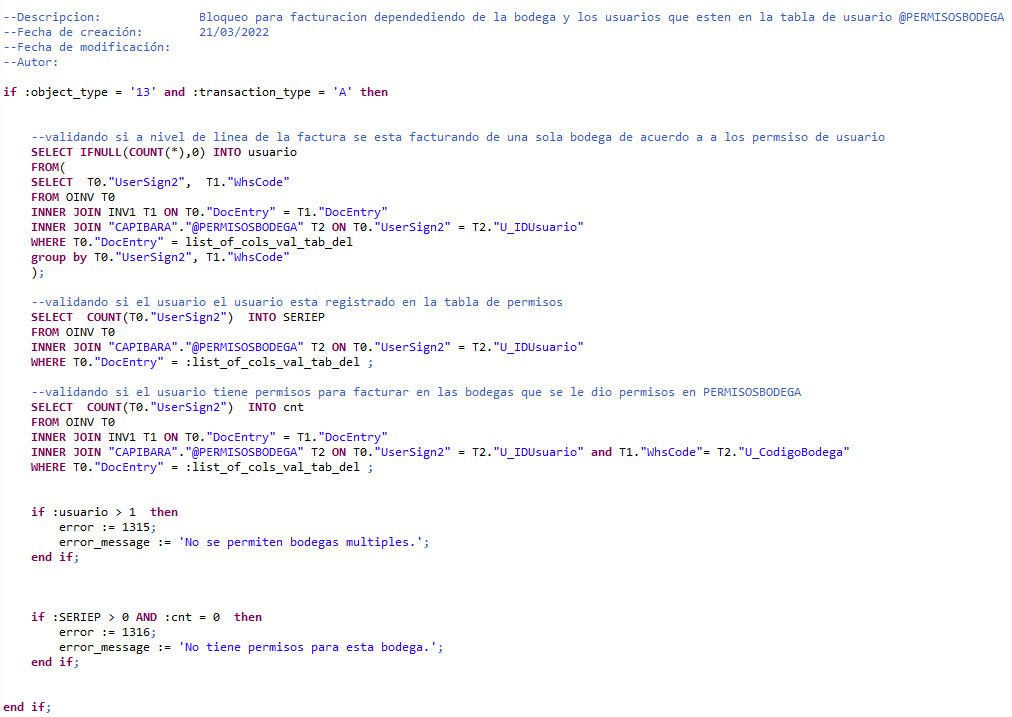 --Descripcion: Bloqueo para facturacion dependediendo de la bodega y los usuarios que esten en la tabla de usuario @PERMISOSBODEGA
--Fecha de creación: 21/03/2022
--Fecha de modificación:
--Autor:
if :object_type = '13' and :transaction_type = 'A' then
--validando si a nivel de linea de la factura se esta facturando de una sola bodega de acuerdo a a los permsiso de usuario
SELECT IFNULL(COUNT(*),0) INTO usuario
FROM(
SELECT T0."UserSign2", T1."WhsCode"
FROM OINV T0
INNER JOIN INV1 T1 ON T0."DocEntry" = T1."DocEntry"
INNER JOIN "CAPIBARA"."@PERMISOSBODEGA" T2 ON T0."UserSign2" = T2."U_IDUsuario"
WHERE T0."DocEntry" = list_of_cols_val_tab_del
group by T0."UserSign2", T1."WhsCode"
);
--validando si el usuario el usuario esta registrado en la tabla de permisos
SELECT COUNT(T0."UserSign2") INTO SERIEP
FROM OINV T0
INNER JOIN "CAPIBARA"."@PERMISOSBODEGA" T2 ON T0."UserSign2" = T2."U_IDUsuario"
WHERE T0."DocEntry" = :list_of_cols_val_tab_del ;
--validando si el usuario tiene permisos para facturar en las bodegas que se le dio permisos en PERMISOSBODEGA
SELECT COUNT(T0."UserSign2") INTO cnt
FROM OINV T0
INNER JOIN INV1 T1 ON T0."DocEntry" = T1."DocEntry"
INNER JOIN "CAPIBARA"."@PERMISOSBODEGA" T2 ON T0."UserSign2" = T2."U_IDUsuario" and T1."WhsCode"= T2."U_CodigoBodega"
WHERE T0."DocEntry" = :list_of_cols_val_tab_del ;
if :usuario > 1 then
error := 1315;
error_message := 'No se permiten bodegas multiples.';
end if;
if :SERIEP > 0 AND :cnt = 0 then
error := 1316;
error_message := 'No tiene permisos para esta bodega.';
end if;
end if;